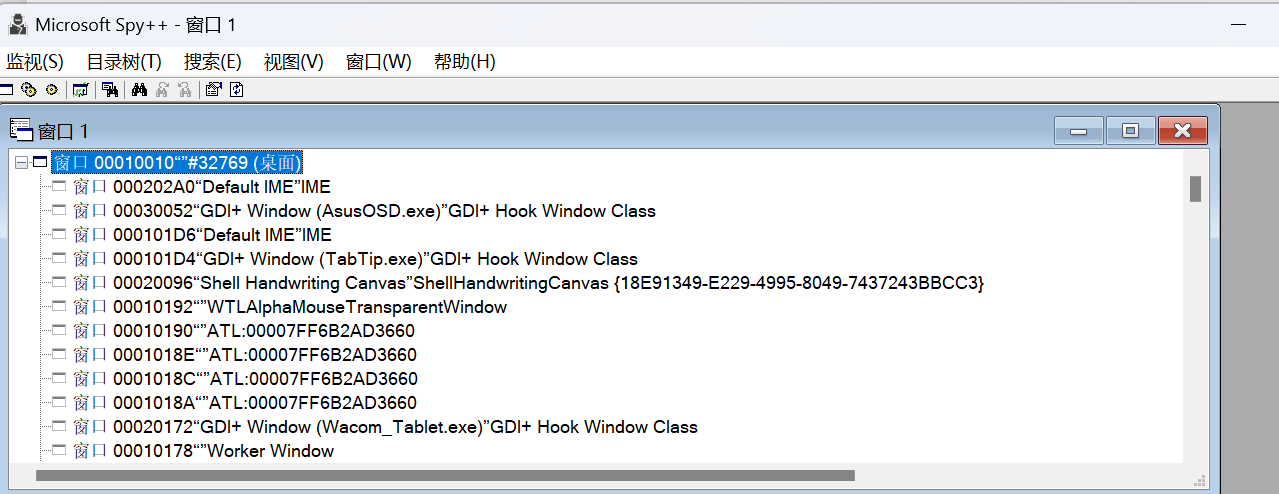 Microsoft Spy++ - 窗口 1
监视(S) 目录树(T) 搜索(E) 视图(V) 窗口(W) 帮助(H)
窗口 1
窗口 00010010“”#32769 (桌面)
窗口 000202A0“Default IME”IME
窗口 00030052“GDI+ Window (AsusOSD.exe)”GDI+ Hook Window Class
窗口 000101D6“Default IME”IME
窗口 000101D4“GDI+ Window (TabTip.exe)”GDI+ Hook Window Class
窗口 00020096“Shell Handwriting Canvas”ShellHandwritingCanvas {18E91349-E229-4995-8049-7437243BBCC3}
窗口 00010192“”WTLAlphaMouseTransparentWindow
窗口 00010190“”ATL:00007FF6B2AD3660
窗口 0001018E“”ATL:00007FF6B2AD3660
窗口 0001018C“”ATL:00007FF6B2AD3660
窗口 0001018A“”ATL:00007FF6B2AD3660
窗口 00020172“GDI+ Window (Wacom_Tablet.exe)”GDI+ Hook Window Class
窗口 00010178“”Worker Window